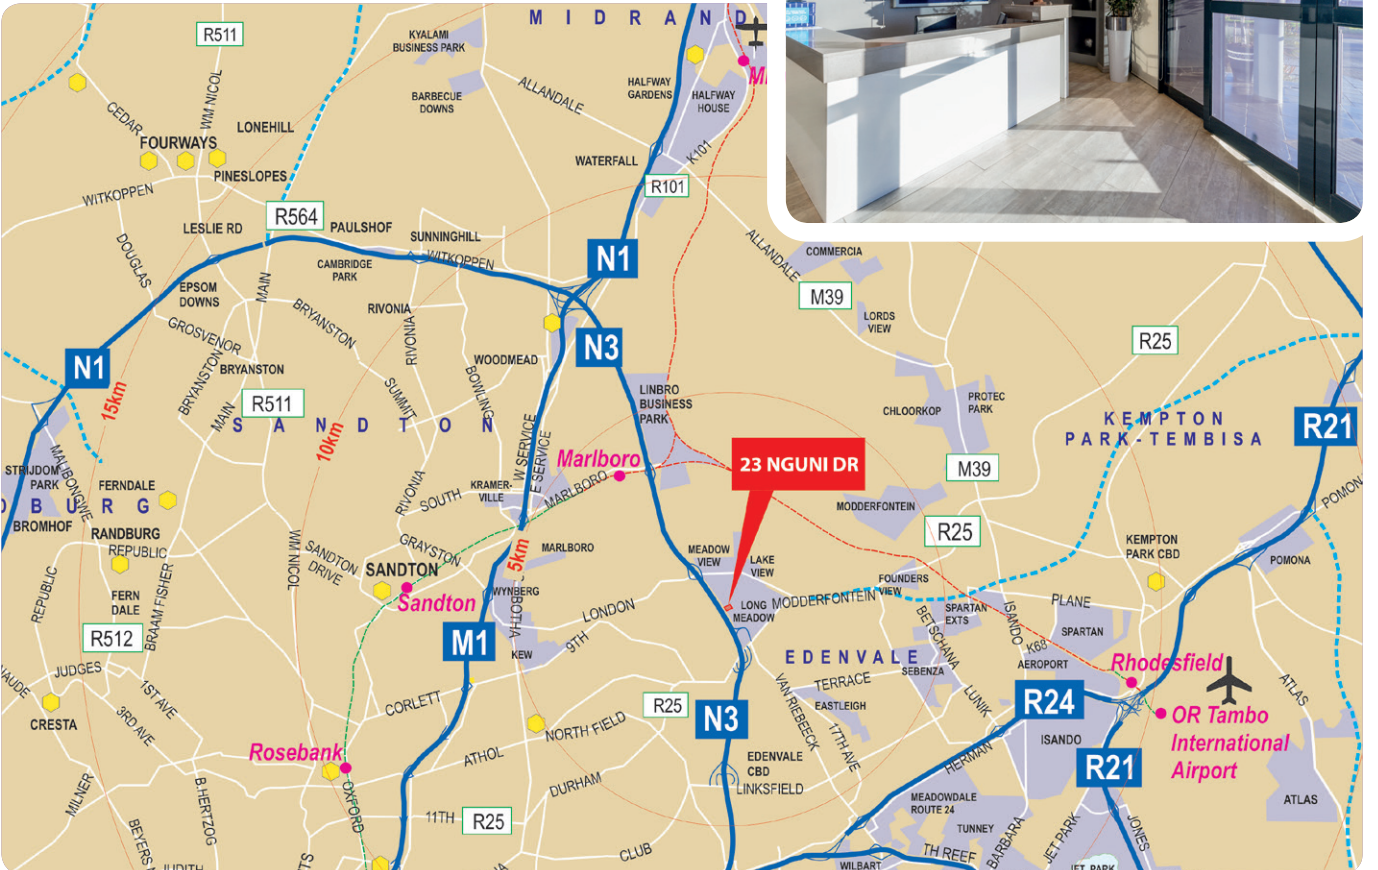 MIDRAND
R511
KYALAMI
BUSINESS PARK
BARBECUE
DOWNS
ALLANDALE
HALFWAY
GARDENS
HALFWAY
HOUSE
CEDAR
WM NICOL
LONEHILL
FOURWAYS
PINESLOPES
WITKOPPEN
WATERFALL
K101
R101
R564
LESLIE RD
PAULSHOF
SUNNINGHILL
WITKOPPEN
N1
CAMBRIDGE
PARK
DOUGLAS
EPSOM
DOWNS
MAIN
ALLANDALE
COMMERCIA
M39
LORDS
VIEW
R25
BRYANSTON
RIVONIA
RIVONIA
GROSVENOR
N3
N1
BRYANSTON
BRYANSTON
WOODMEAD
BOWLING
SUMMIT
LINBRO
BUSINESS
PARK
15km
R511
MAIN
SANDTON
10km
CHLOORKOP
PROTEC
PARK
KEMPTON
PARK-TEMBISA
R21
W SERVICE
E SERVICE
Marlboro
23 NGUNI DR
M39
STRIJDOM
PARK
MALIBONGWE
FERNDALE
RIVONIA
SOUTH
KRAMER-
VILLE
MARLBORO
MODDERFONTEIN
OBURG
BROMHOF
RANDBURG
REPUBLIC
WM NICOL
SANDTON
DRIVE
GRAYSTON
SANDTON
Sandton
5km
MARLBORO
MEADOW
VIEW
LAKE
VIEW
R25
KEMPTON
PARK CBD
POMONA
FOUNDERS
VIEW
REPUBLIC
FERN
DALE
BRAAM FISHER
R512
WYNBERG
LONDON
9TH
KEW
M1
LONG
MEADOW
MODDERFONTEIN
BETSCHANA
SPARTAN
EXTS
ISANDO
PLANE
SPARTAN
K68
EDENVALE
SEBENZA
AEROPORT
Rhodesfield
JUDGES
1ST AVE
3RD AVE
CRESTA
CORLETT
R25
N3
VAN RIEBEECK
TERRACE
EASTLEIGH
17TH AVE
LUNIK
R24
ATLAS
OR Tambo
International
Airport
Rosebank
ATHOL
NORTH FIELD
EDENVALE
CBD
LINKSFIELD
HERMAN
ISANDO
R21
MILNER
B.HERTZOG
OXFORD
DURHAM
11TH
R25
MEADOWDALE
ROUTE 24
TUNNEY
BARBARA
JET PARK
JONES
ATLAS
CLUB
TH REEF
WILBART
JET PARK